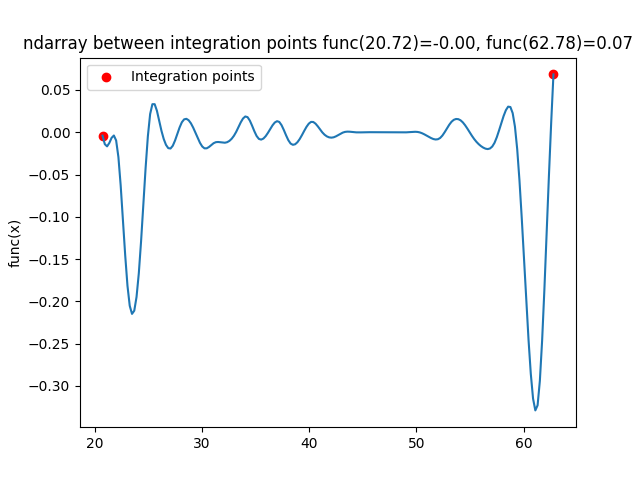 ndarray between integration points func(20.72)=-0.00, func(62.78)=0.07
Integration points
func(x)
0.05
0.00
−0.05
−0.10
−0.15
−0.20
−0.25
−0.30
20 30 40 50 60